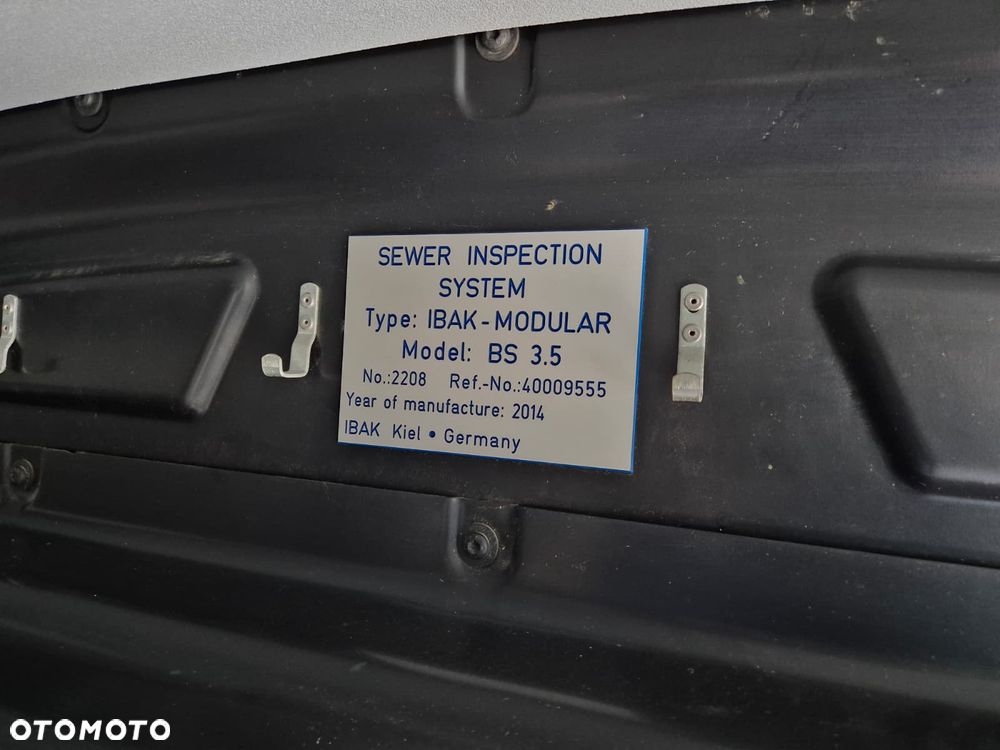 SEWER INSPECTION
SYSTEM
Type: IBAK-MODULAR
Model: BS 3.5
No.:2208 Ref.-No.:40009555
Year of manufacture: 2014
IBAK Kiel • Germany
OTOMOTO